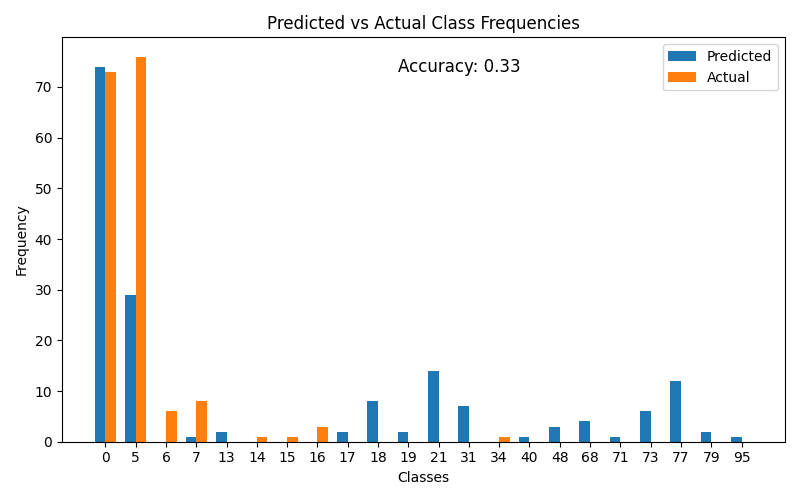 Predicted vs Actual Class Frequencies
Accuracy: 0.33
Predicted
Actual
Frequency
70
60
50
40
30
20
10
0
0 5 6 7 13 14 15 16 17 18 19 21 31 34 40 48 68 71 73 77 79 95
Classes